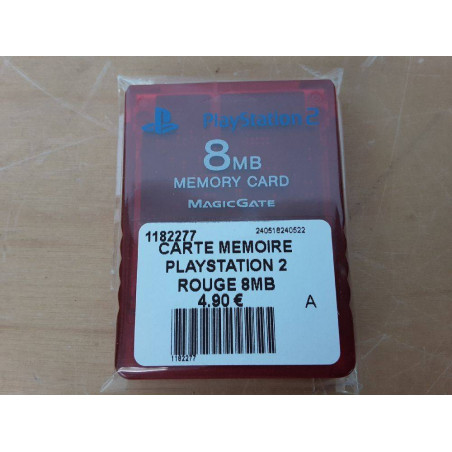 PlayStation 2
8MB
MEMORY CARD
MAGICGATE
1182277
240518240522
CARTE MEMOIRE
PLAYSTATION 2
ROUGE 8MB
4.90 €
A
1182277